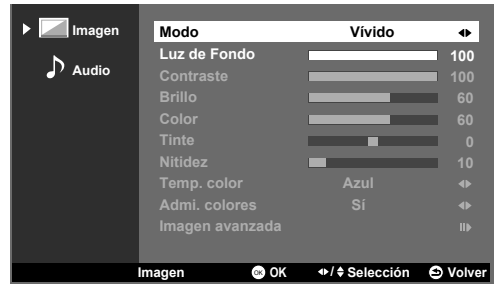 Imagen
Audio
Modo Vívido
Luz de Fondo 100
Contraste 100
Brillo 60
Color 60
Tinte 0
Nitidez 10
Temp. color Azul
Admi. colores Sí
Imagen avanzada
Imagen OK OK / Selección Volver